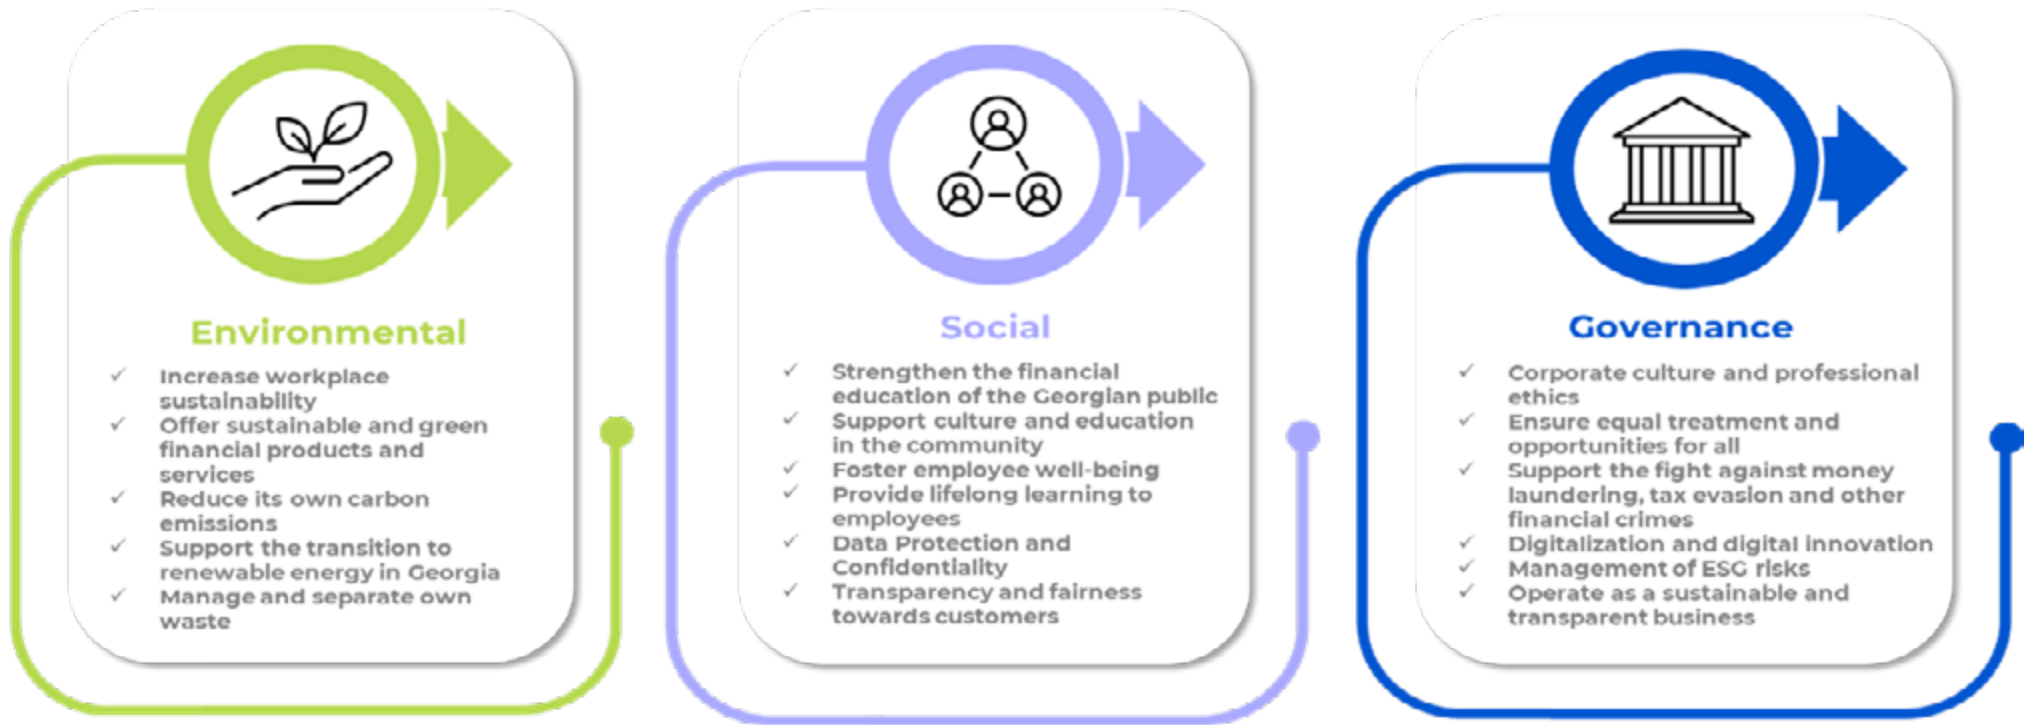 Environmental
✓ Increase workplace
sustainability
✓ Offer sustainable and green
financial products and
services
✓ Reduce its own carbon
emissions
✓ Support the transition to
renewable energy in Georgia
✓ Manage and separate own
waste
Social
✓ Strengthen the financial
education of the Georgian public
✓ Support culture and education
in the community
✓ Foster employee well-being
✓ Provide lifelong learning to
employees
✓ Data Protection and
Confidentiality
✓ Transparency and fairness
towards customers
Governance
✓ Corporate culture and professional
ethics
✓ Ensure equal treatment and
opportunities for all
✓ Support the fight against money
laundering, tax evasion and other
financial crimes
✓ Digitalization and digital innovation
✓ Management of ESG risks
✓ Operate as a sustainable and
transparent business